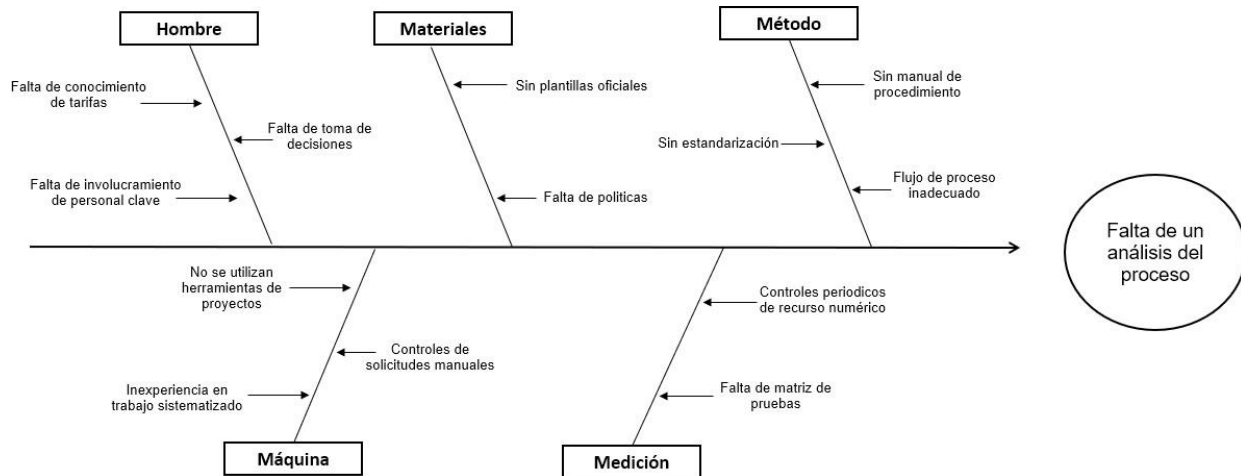 Hombre
Materiales
Método
Falta de conocimiento
de tarifas
Falta de toma de
decisiones
Falta de involucramiento
de personal clave
Sin plantillas oficiales
Falta de politicas
Sin manual de
procedimiento
Sin estandarización
Flujo de proceso
inadecuado
Falta de un
análisis del
proceso
No se utilizan
herramientas de
proyectos
Controles de
solicitudes manuales
Inexperiencia en
trabajo sistematizado
Controles periodicos
de recurso numérico
Falta de matriz de
pruebas
Máquina
Medición